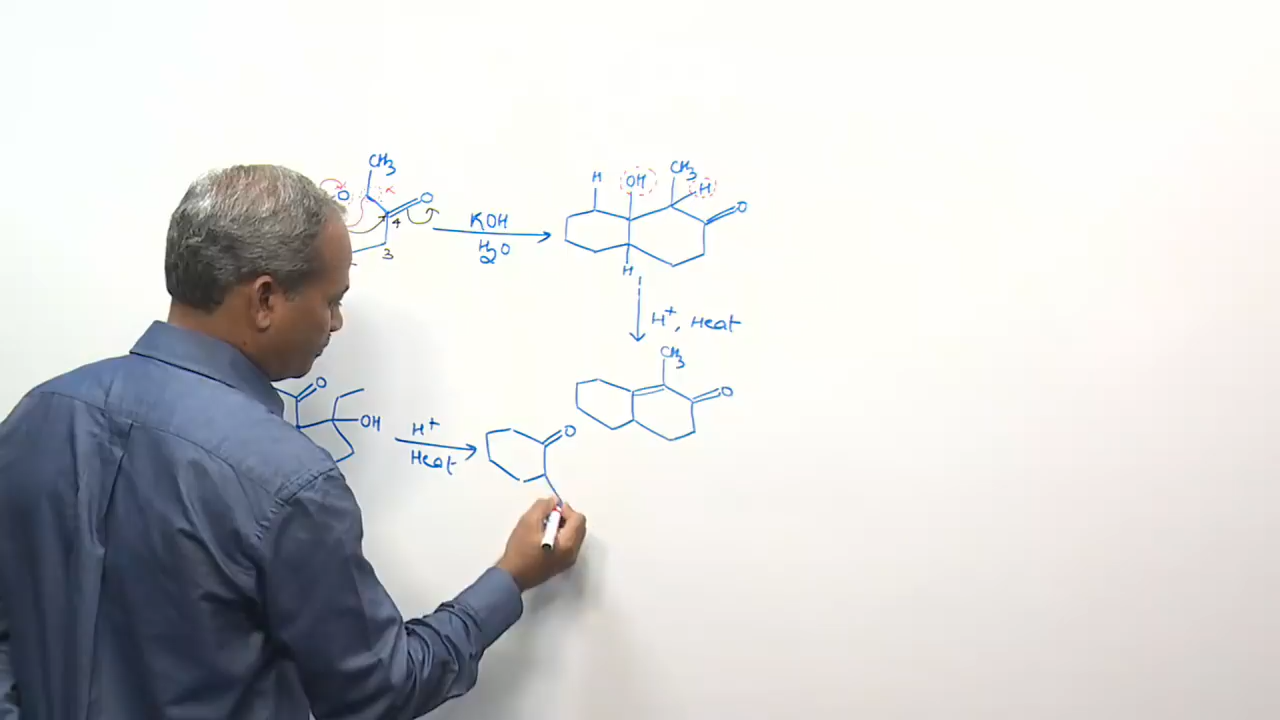 CH3
O
α
O
4
3
KOH
H2O
H
OH
CH3
H
O
H
H+, Heat
CH3
O
O
OH
H+
Heat
O